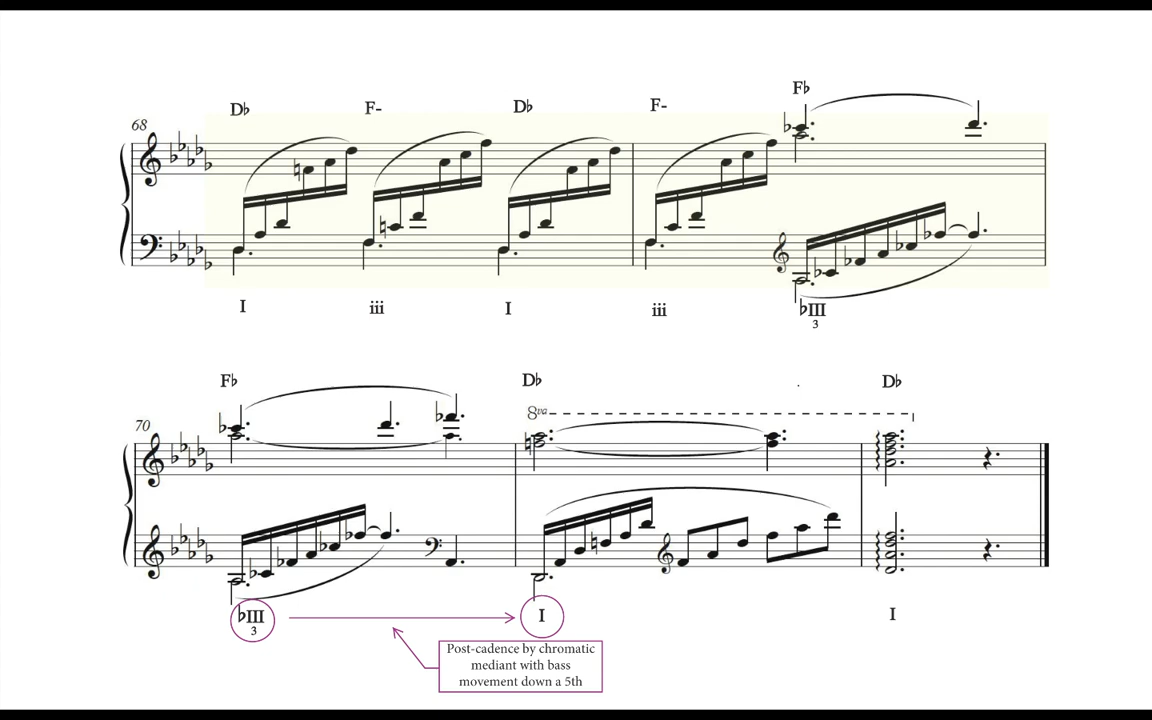 F♭
D♭ F- D♭ F-
68
I iii I iii ♭III
3
F♭ D♭ D♭
8va
70
♭III I I
3
Post-cadence by chromatic
mediant with bass
movement down a 5th